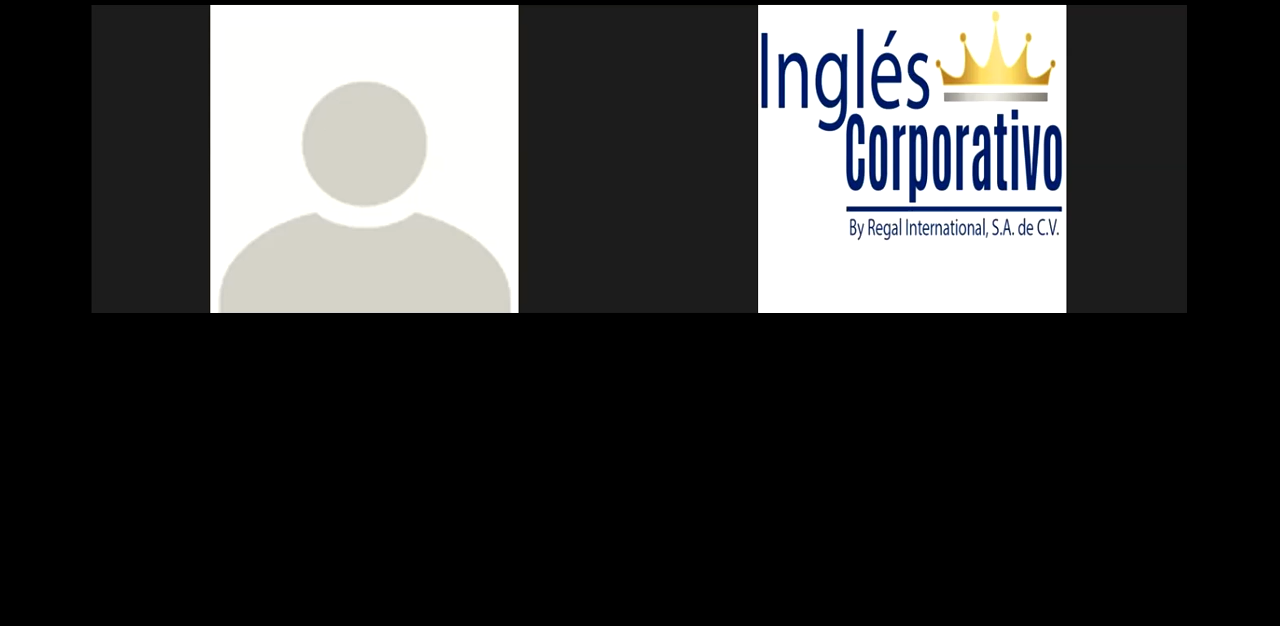 Inglés
Corporativo
By Regal International, S.A. de C.V.